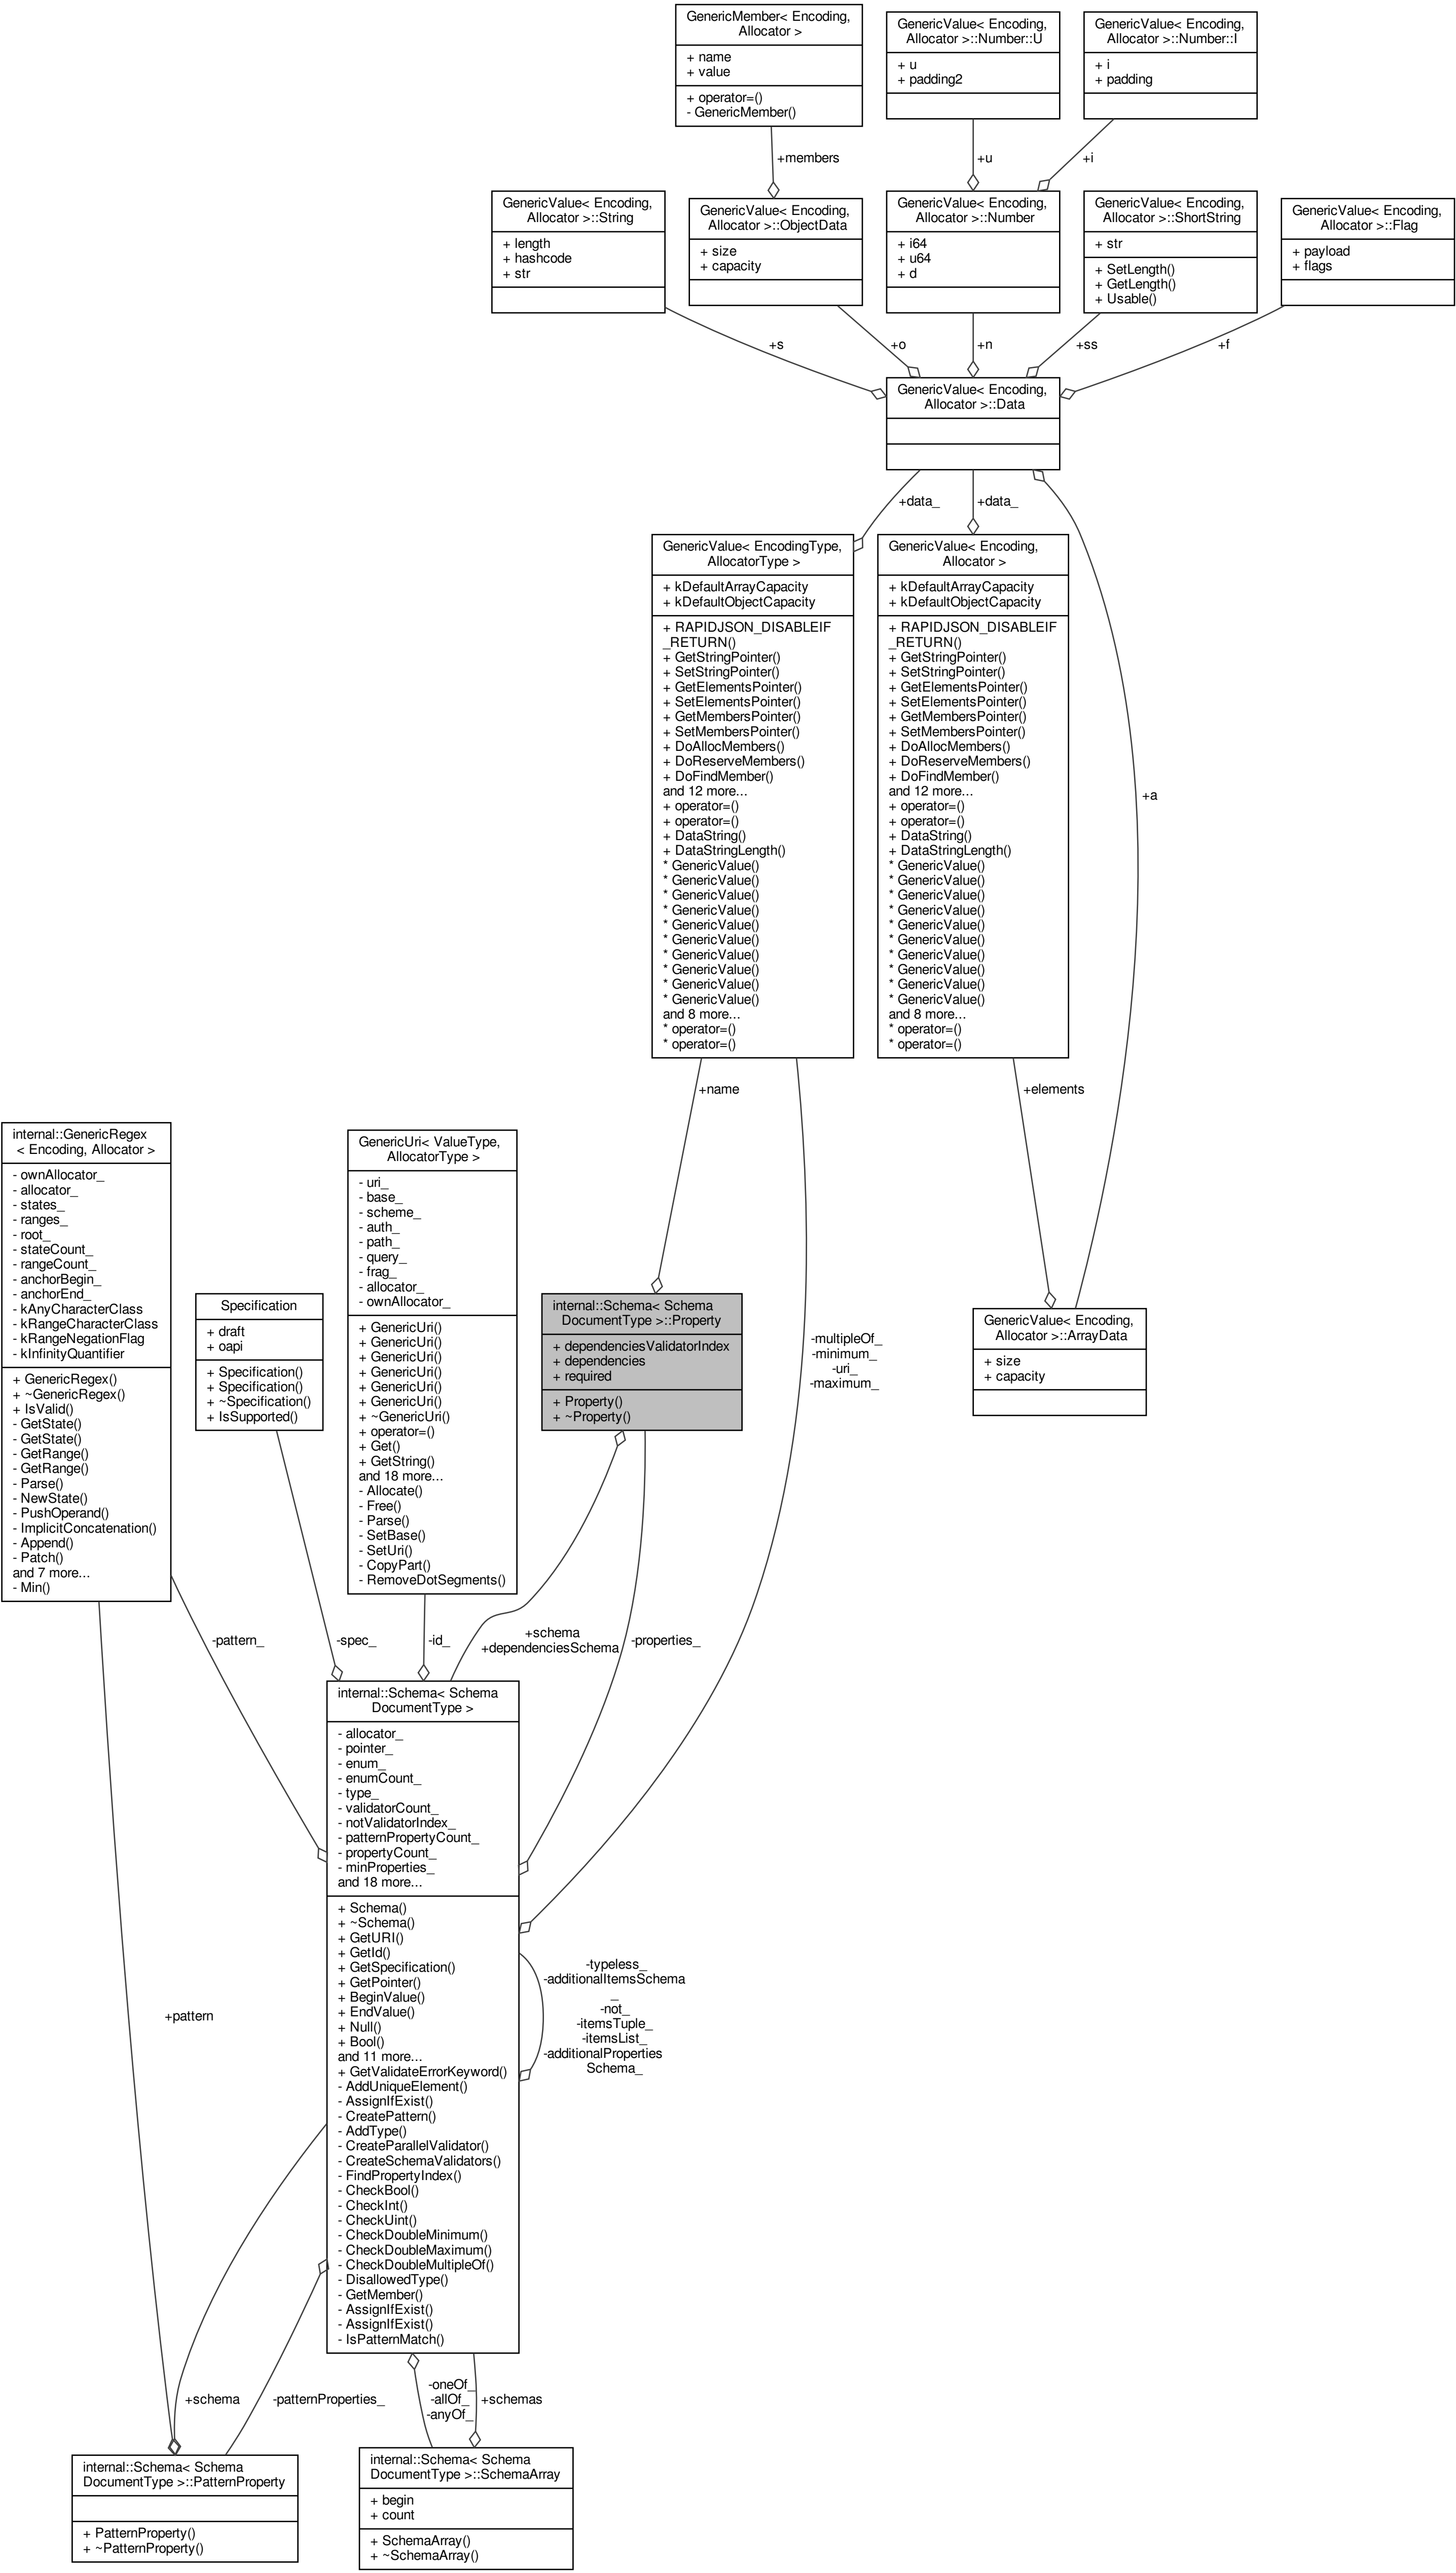 GenericMember< Encoding,
Allocator >
+ name
+ value
+ operator=()
- GenericMember()
GenericValue< Encoding,
Allocator >::Number::U
+ u
+ padding2
GenericValue< Encoding,
Allocator >::Number::I
+ i
+ padding
+members
+u
+i
GenericValue< Encoding,
Allocator >::String
+ length
+ hashcode
+ str
GenericValue< Encoding,
Allocator >::ObjectData
+ size
+ capacity
GenericValue< Encoding,
Allocator >::Number
+ i64
+ u64
+ d
GenericValue< Encoding,
Allocator >::ShortString
+ str
+ SetLength()
+ GetLength()
+ Usable()
GenericValue< Encoding,
Allocator >::Flag
+ payload
+ flags
+s
+o
+n
+ss
+f
GenericValue< Encoding,
Allocator >::Data
+data_
+data_
+a
GenericValue< EncodingType,
AllocatorType >
+ kDefaultArrayCapacity
+ kDefaultObjectCapacity
+ RAPIDJSON_DISABLEIF
_RETURN()
+ GetStringPointer()
+ SetStringPointer()
+ GetElementsPointer()
+ SetElementsPointer()
+ GetMembersPointer()
+ SetMembersPointer()
+ DoAllocMembers()
+ DoReserveMembers()
+ DoFindMember()
and 12 more...
+ operator=()
+ operator=()
+ DataString()
+ DataStringLength()
* GenericValue()
* GenericValue()
* GenericValue()
* GenericValue()
* GenericValue()
* GenericValue()
* GenericValue()
* GenericValue()
* GenericValue()
* GenericValue()
and 8 more...
* operator=()
* operator=()
GenericValue< Encoding,
Allocator >
+ kDefaultArrayCapacity
+ kDefaultObjectCapacity
+ RAPIDJSON_DISABLEIF
_RETURN()
+ GetStringPointer()
+ SetStringPointer()
+ GetElementsPointer()
+ SetElementsPointer()
+ GetMembersPointer()
+ SetMembersPointer()
+ DoAllocMembers()
+ DoReserveMembers()
+ DoFindMember()
and 12 more...
+ operator=()
+ operator=()
+ DataString()
+ DataStringLength()
* GenericValue()
* GenericValue()
* GenericValue()
* GenericValue()
* GenericValue()
* GenericValue()
* GenericValue()
* GenericValue()
* GenericValue()
* GenericValue()
and 8 more...
* operator=()
* operator=()
+name
+elements
internal::GenericRegex
< Encoding, Allocator >
- ownAllocator_
- allocator_
- states_
- ranges_
- root_
- stateCount_
- rangeCount_
- anchorBegin_
- anchorEnd_
- kAnyCharacterClass
- kRangeCharacterClass
- kRangeNegationFlag
- kInfinityQuantifier
+ GenericRegex()
+ ~GenericRegex()
+ IsValid()
- GetState()
- GetState()
- GetRange()
- GetRange()
- Parse()
- NewState()
- PushOperand()
- ImplicitConcatenation()
- Append()
- Patch()
and 7 more...
- Min()
Specification
+ draft
+ oapi
+ Specification()
+ Specification()
+ ~Specification()
+ IsSupported()
GenericUri< ValueType,
AllocatorType >
- uri_
- base_
- scheme_
- auth_
- path_
- query_
- frag_
- allocator_
- ownAllocator_
+ GenericUri()
+ GenericUri()
+ GenericUri()
+ GenericUri()
+ GenericUri()
+ GenericUri()
+ ~GenericUri()
+ operator=()
+ Get()
+ GetString()
and 18 more...
- Allocate()
- Free()
- Parse()
- SetBase()
- SetUri()
- CopyPart()
- RemoveDotSegments()
internal::Schema< Schema
DocumentType >::Property
+ dependenciesValidatorIndex
+ dependencies
+ required
+ Property()
+ ~Property()
-multipleOf_
-minimum_
-uri_
-maximum_
GenericValue< Encoding,
Allocator >::ArrayData
+ size
+ capacity
-pattern_
-spec_
-id_
+schema
+dependenciesSchema
-properties_
internal::Schema< Schema
DocumentType >
- allocator_
- pointer_
- enum_
- enumCount_
- type_
- validatorCount_
- notValidatorIndex_
- patternPropertyCount_
- propertyCount_
- minProperties_
and 18 more...
+ Schema()
+ ~Schema()
+ GetURI()
+ GetId()
+ GetSpecification()
+ GetPointer()
+ BeginValue()
+ EndValue()
+ Null()
+ Bool()
and 11 more...
+ GetValidateErrorKeyword()
- AddUniqueElement()
- AssignIfExist()
- CreatePattern()
- AddType()
- CreateParallelValidator()
- CreateSchemaValidators()
- FindPropertyIndex()
- CheckBool()
- CheckInt()
- CheckUint()
- CheckDoubleMinimum()
- CheckDoubleMaximum()
- CheckDoubleMultipleOf()
- DisallowedType()
- GetMember()
- AssignIfExist()
- AssignIfExist()
- IsPatternMatch()
-typeless_
-additionalItemsSchema
_
-not_
-itemsTuple_
-itemsList_
-additionalProperties
Schema_
+pattern
+schema
-patternProperties_
-oneOf_
-allOf_
-anyOf_
+schemas
internal::Schema< Schema
DocumentType >::PatternProperty
+ PatternProperty()
+ ~PatternProperty()
internal::Schema< Schema
DocumentType >::SchemaArray
+ begin
+ count
+ SchemaArray()
+ ~SchemaArray()